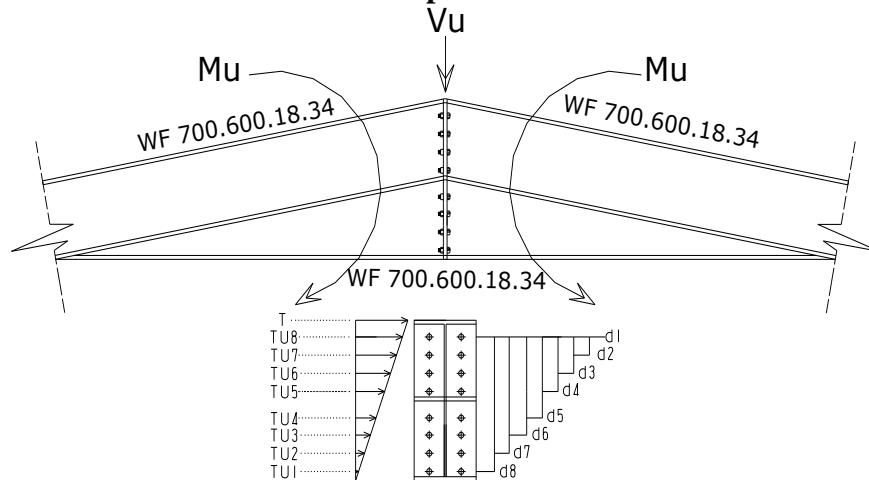 Vu
Mu
Mu
WF 700.600.18.34
WF 700.600.18.34
WF 700.600.18.34
T
TU8
TU7
TU6
TU5
TU4
TU3
TU2
TU1
d1
d2
d3
d4
d5
d6
d7
d8